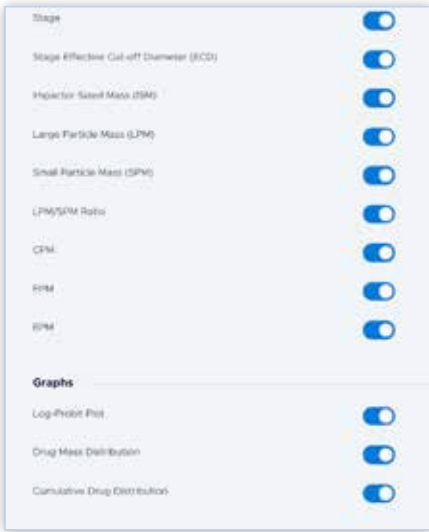 Stage
Stage Effective Cut-off Diameter (ECD)
Impactor Sized Mass (ISM)
Large Particle Mass (LPM)
Small Particle Mass (SPM)
LPM/SPM Ratio
CPM
FPM
EPM
Graphs
Log-Probit Plot
Drug Mass Distribution
Cumulative Drug Distribution